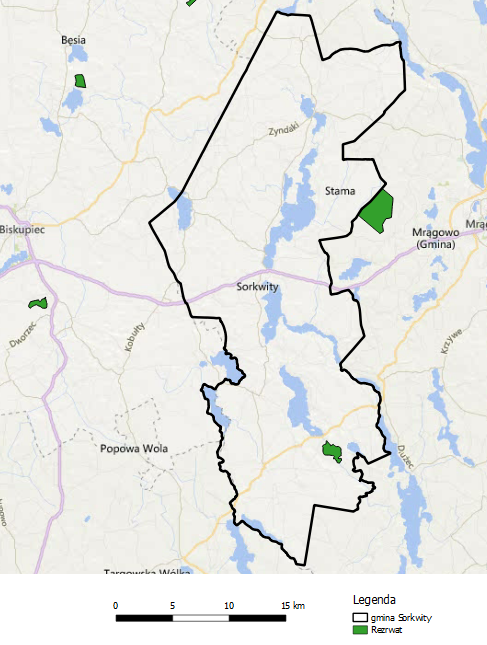 Besia
Zyndaki
Stama
Biskupiec
Mrągowo
(Gmina)
Mrąg
Sorkwity
Dworzec
Kobułty
Krzywe
Popowa Wola
Dłużec
Targowska Wólka
0 5 10 15 km
Legenda
gmina Sorkwity
Rezrwat